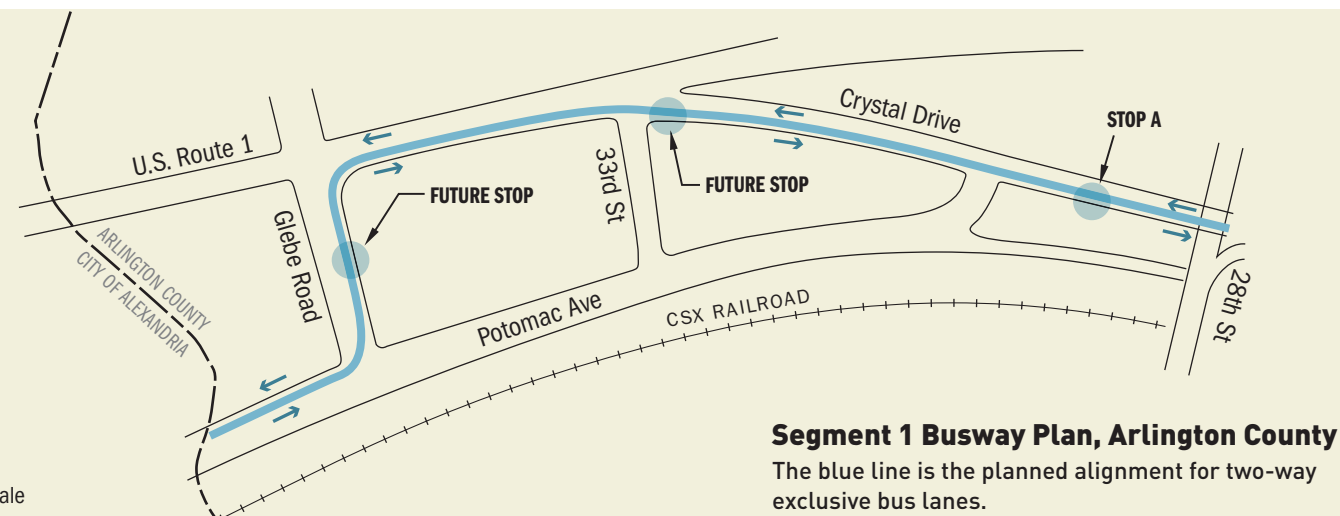 U.S. Route 1
Crystal Drive
STOP A
33rd St
FUTURE STOP
FUTURE STOP
Glebe Road
ARLINGTON COUNTY
CITY OF ALEXANDRIA
28th St
Potomac Ave
CSX RAILROAD
Segment 1 Busway Plan, Arlington County
The blue line is the planned alignment for two-way
exclusive bus lanes.